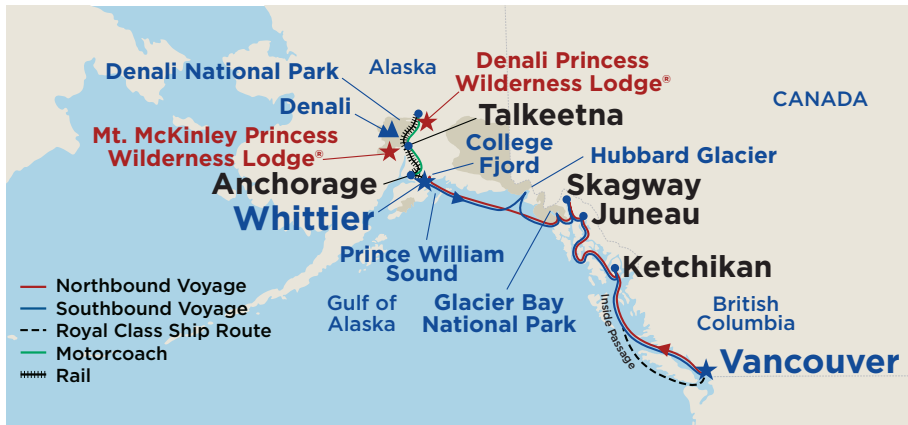 Denali Princess
Wilderness Lodge®
Alaska
Denali National Park
CANADA
Denali
Talkeetna
Mt. McKinley Princess
Wilderness Lodge®
College
Fjord
Hubbard Glacier
Anchorage
Skagway
Whittier
Juneau
Prince William
Sound
Ketchikan
Northbound Voyage
Southbound Voyage
Royal Class Ship Route
Motorcoach
Rail
Gulf of
Alaska
Glacier Bay
National Park
Inside Passage
British
Columbia
Vancouver